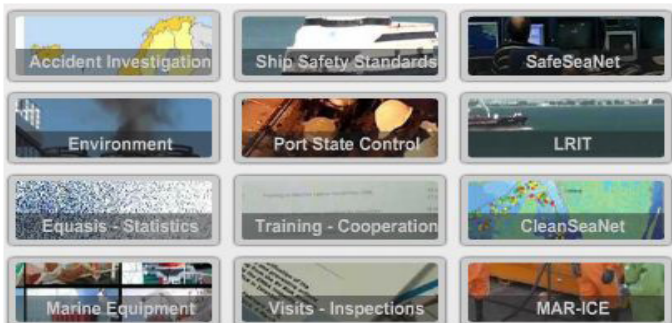 Accident Investigation
Ship Safety Standards
SafeSeaNet
Environment
Port State Control
LRIT
Equasis - Statistics
Training - Cooperation
CleanSeaNet
Marine Equipment
Visits - Inspections
MAR-ICE